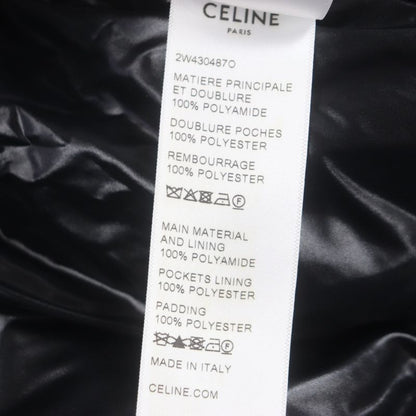 CELINE
PARIS
2W430487O
MATIERE PRINCIPALE
ET DOUBLURE
100% POLYAMIDE
DOUBLURE POCHES
100% POLYESTER
REMBOURRAGE
100% POLYESTER
F
MAIN MATERIAL
AND LINING
100% POLYAMIDE
POCKETS LINING
100% POLYESTER
PADDING
100% POLYESTER
F
MADE IN ITALY
CELINE.COM